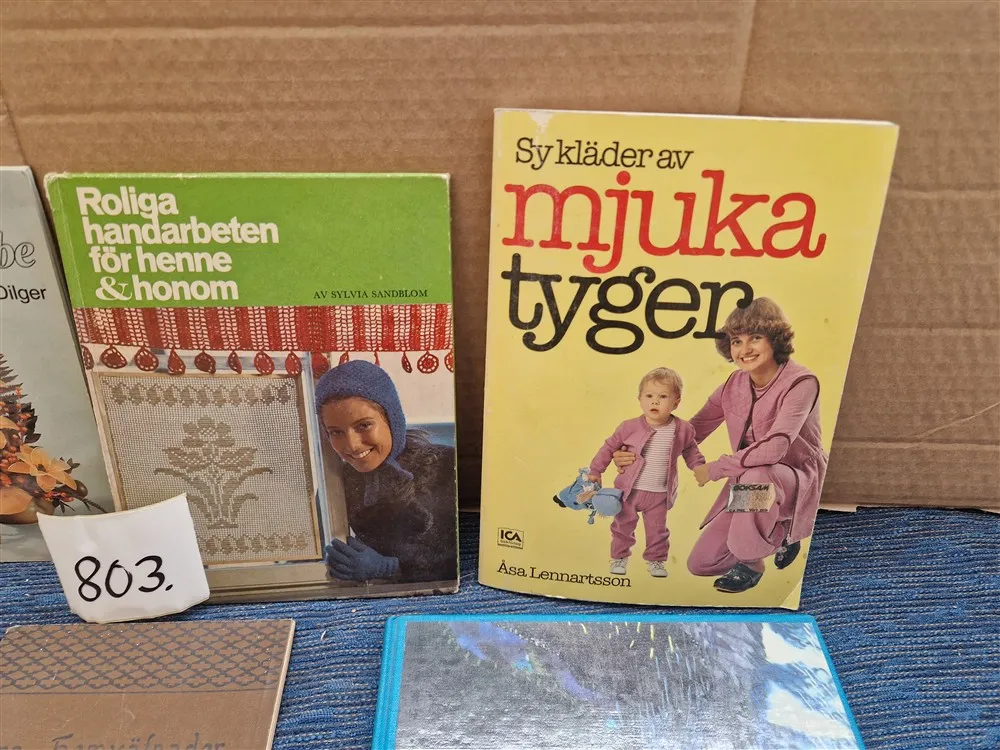 be
Dilger
Roliga
handarbeten
för henne
& honom
AV SYLVIA SANDBLOM
803.
Sy kläder av
mjuka
tyger
BOKSAM
ICA
Åsa Lennartsson